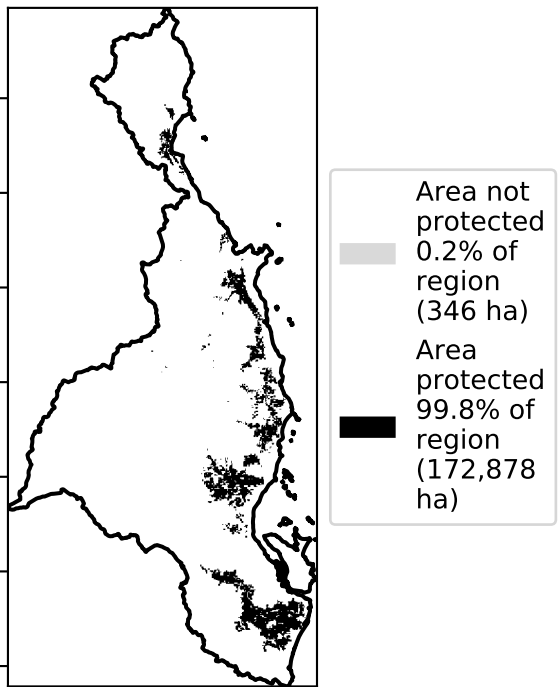 Area not
protected
0.2% of
region
(346 ha)
Area
protected
99.8% of
region
(172,878
ha)